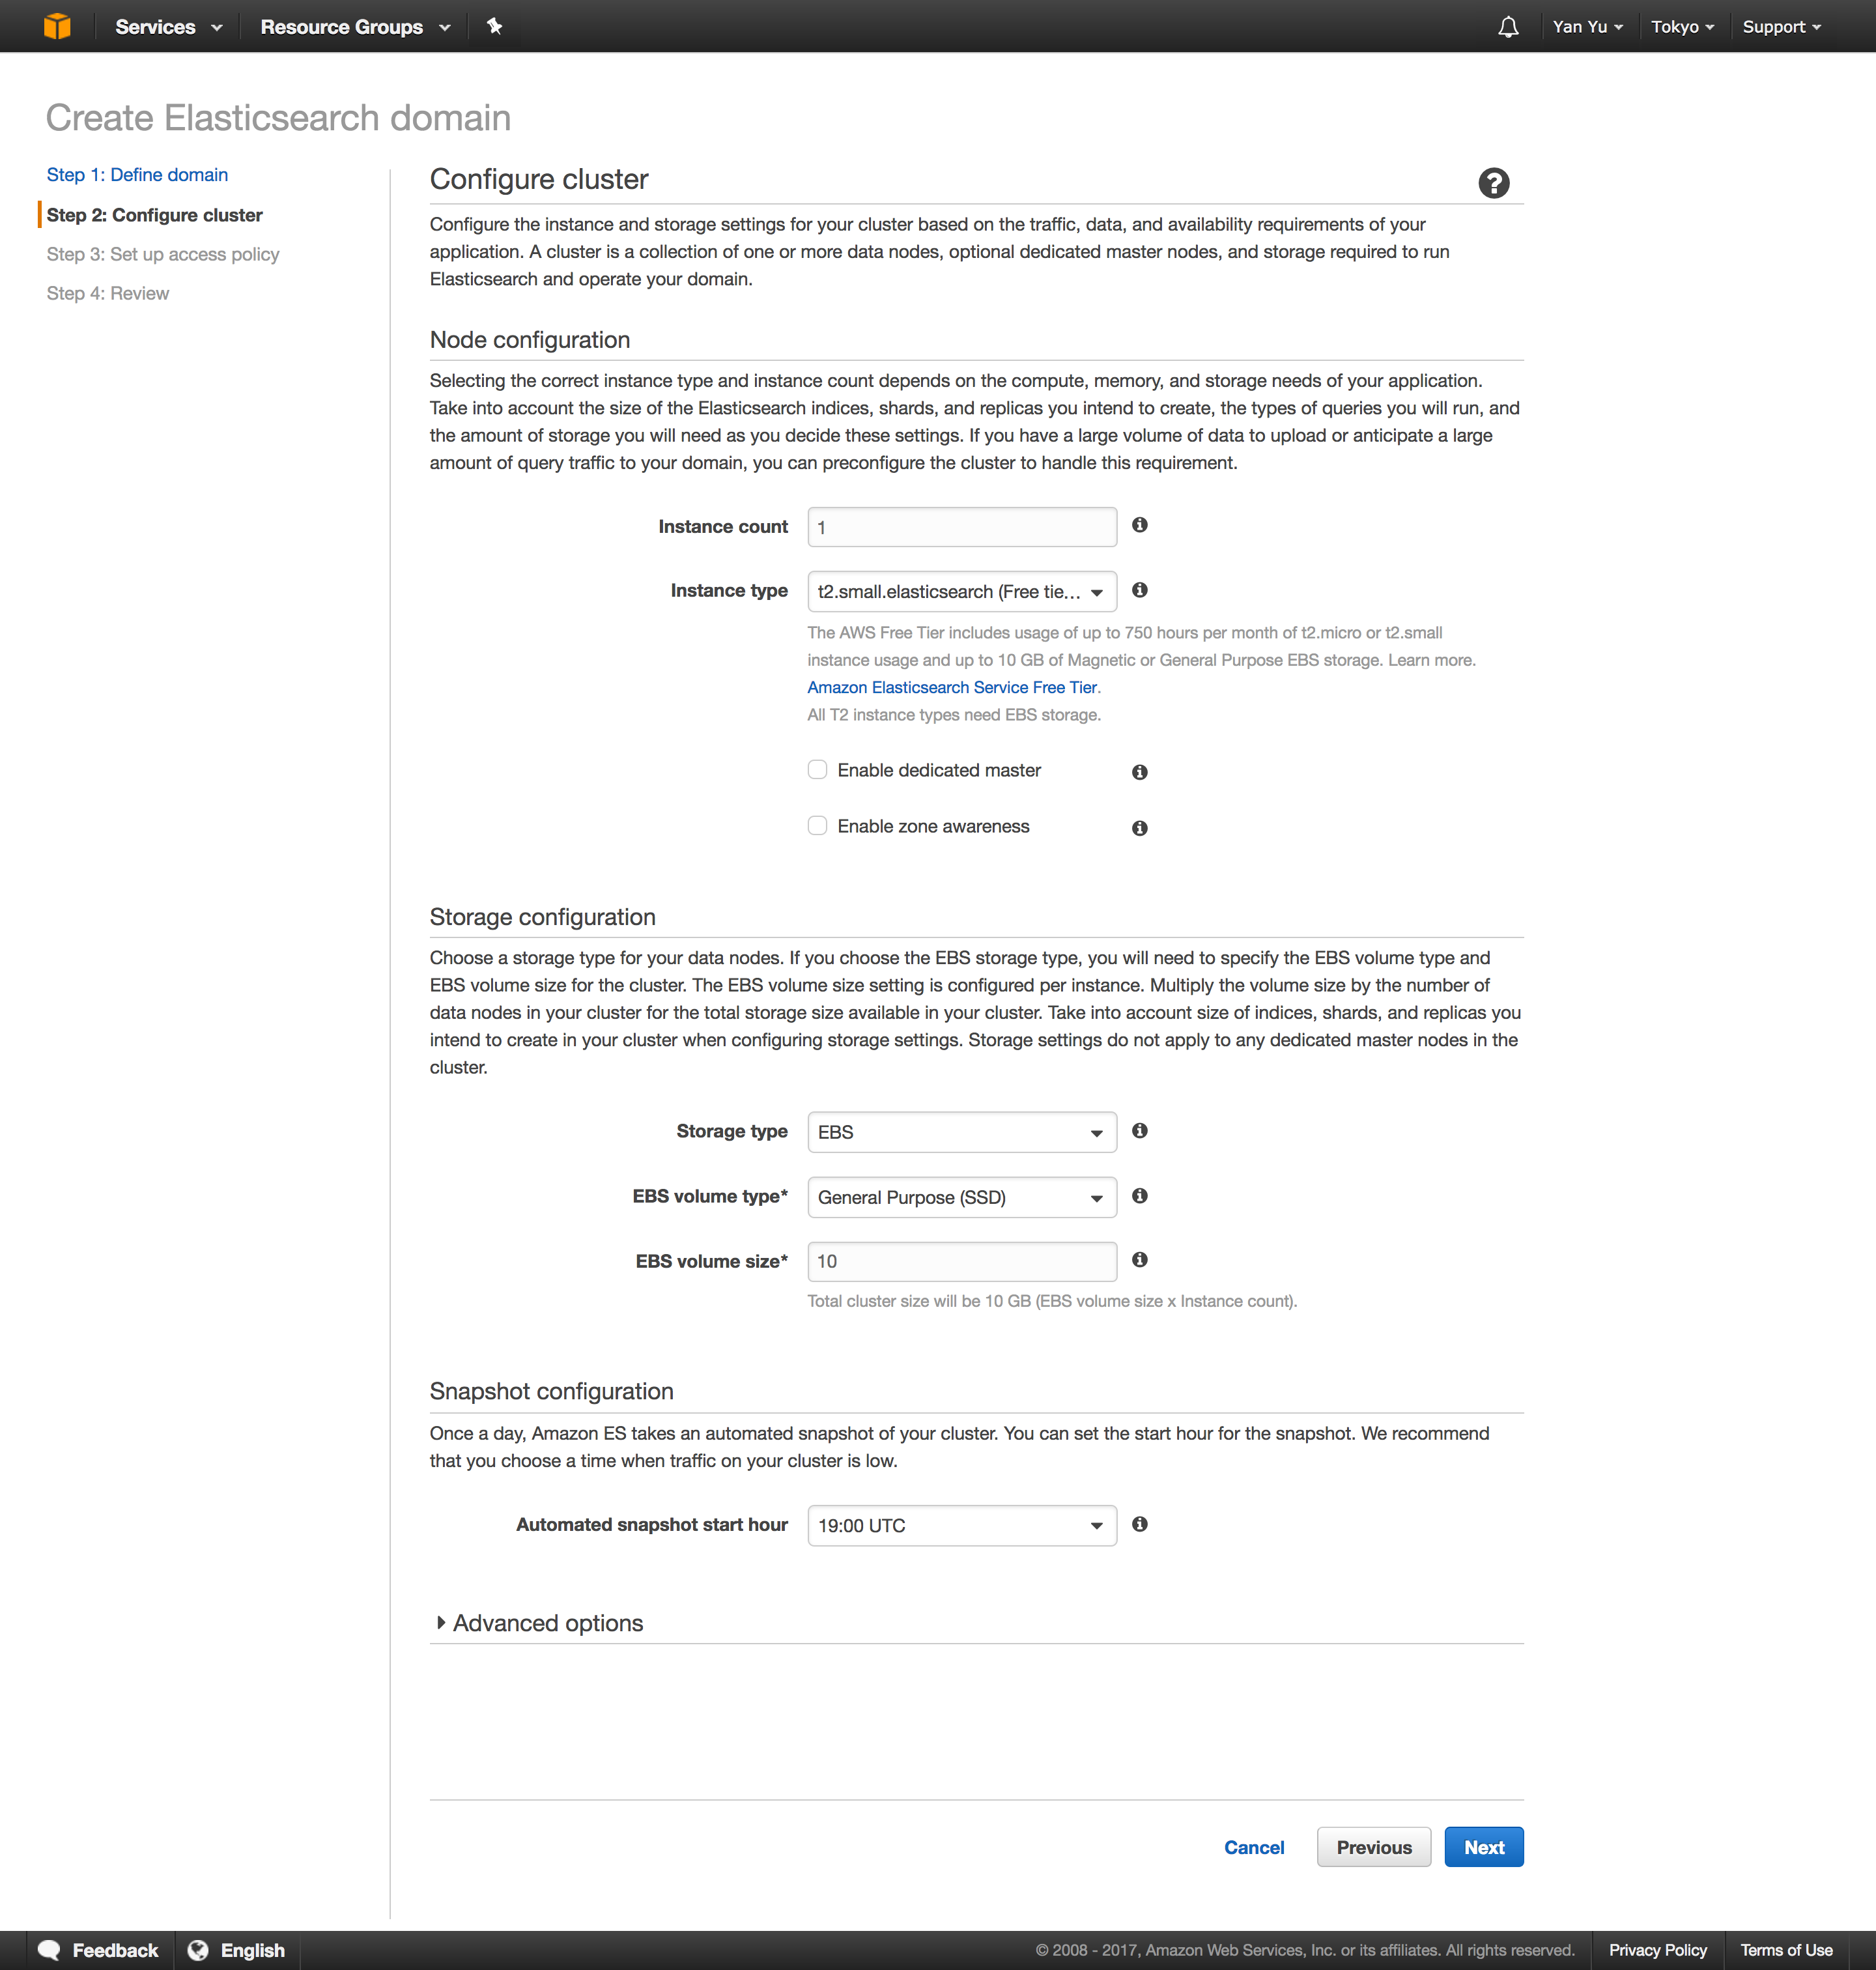 Services
Resource Groups
Yan Yu
Tokyo
Support
Create Elasticsearch domain
Step 1: Define domain
Step 2: Configure cluster
Step 3: Set up access policy
Step 4: Review
Configure cluster
?
Configure the instance and storage settings for your cluster based on the traffic, data, and availability requirements of your
application. A cluster is a collection of one or more data nodes, optional dedicated master nodes, and storage required to run
Elasticsearch and operate your domain.
Node configuration
Selecting the correct instance type and instance count depends on the compute, memory, and storage needs of your application.
Take into account the size of the Elasticsearch indices, shards, and replicas you intend to create, the types of queries you will run, and
the amount of storage you will need as you decide these settings. If you have a large volume of data to upload or anticipate a large
amount of query traffic to your domain, you can preconfigure the cluster to handle this requirement.
Instance count 1
Instance type t2.small.elasticsearch (Free tie...
The AWS Free Tier includes usage of up to 750 hours per month of t2.micro or t2.small
instance usage and up to 10 GB of Magnetic or General Purpose EBS storage. Learn more.
Amazon Elasticsearch Service Free Tier.
All T2 instance types need EBS storage.
Enable dedicated master
Enable zone awareness
Storage configuration
Choose a storage type for your data nodes. If you choose the EBS storage type, you will need to specify the EBS volume type and
EBS volume size for the cluster. The EBS volume size setting is configured per instance. Multiply the volume size by the number of
data nodes in your cluster for the total storage size available in your cluster. Take into account size of indices, shards, and replicas you
intend to create in your cluster when configuring storage settings. Storage settings do not apply to any dedicated master nodes in the
cluster.
Storage type EBS
EBS volume type* General Purpose (SSD)
EBS volume size* 10
Total cluster size will be 10 GB (EBS volume size x Instance count).
Snapshot configuration
Once a day, Amazon ES takes an automated snapshot of your cluster. You can set the start hour for the snapshot. We recommend
that you choose a time when traffic on your cluster is low.
Automated snapshot start hour 19:00 UTC
Advanced options
Cancel
Previous
Next
Feedback
English
© 2008 - 2017, Amazon Web Services, Inc. or its affiliates. All rights reserved.
Privacy Policy
Terms of Use